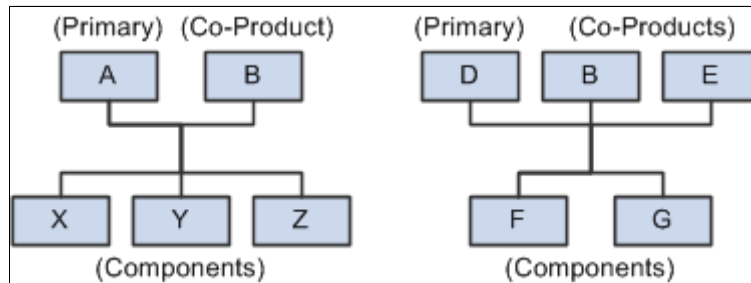 (Primary) (Co-Product) (Primary) (Co-Products)
A B D B E
X Y Z F G
(Components) (Components)